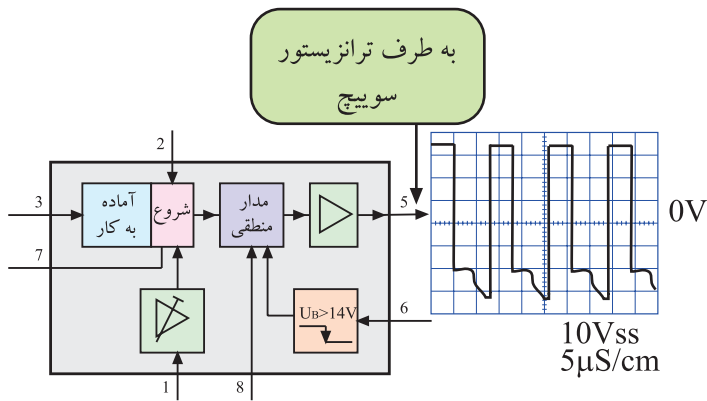 به طرف ترانزیستور
سوییچ
2
3
آماده
به کار
شروع
مدار
منطقی
5
0V
7
U_B>14V
6
10Vss
5μS/cm
1
8